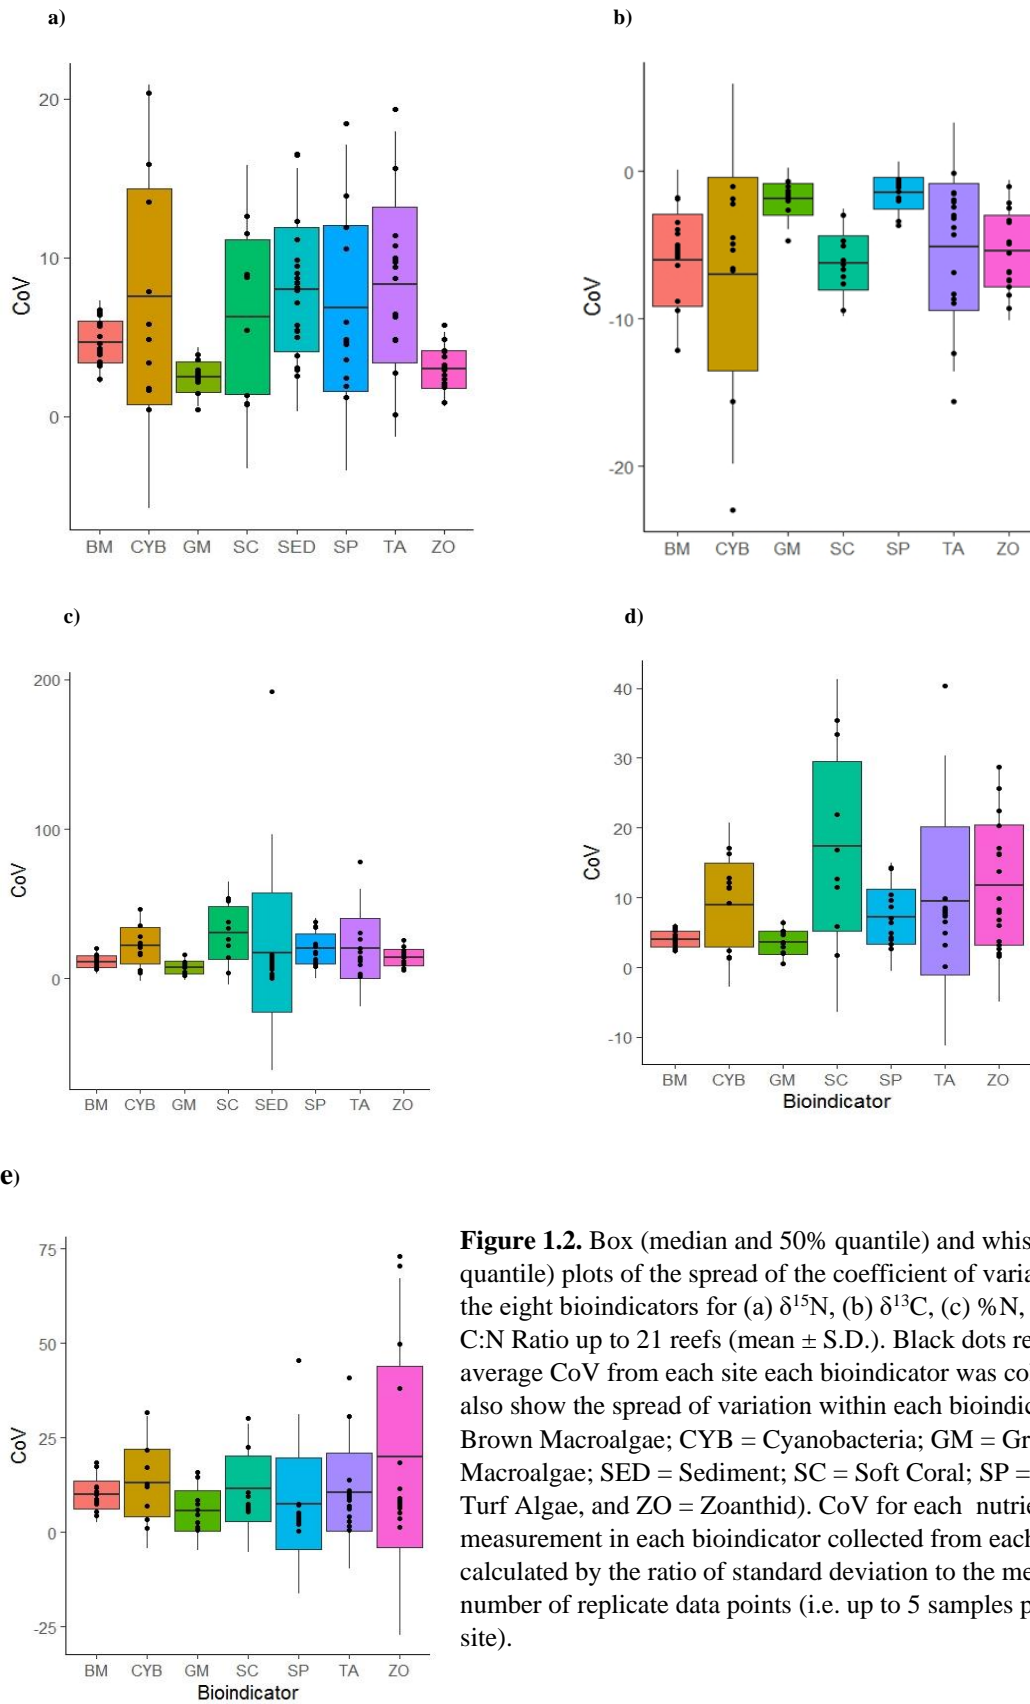 a)
b)
20
10
0
CoV
BM CYB GM SC SED SP TA ZO
0
-10
-20
CoV
BM CYB GM SC SP TA ZO
c)
d)
200
100
0
CoV
BM CYB GM SC SED SP TA ZO
40
30
20
10
0
-10
CoV
BM CYB GM SC SP TA ZO
Bioindicator
e)
75
50
25
0
-25
CoV
BM CYB GM SC SP TA ZO
Bioindicator
Figure 1.2. Box (median and 50% quantile) and whis
quantile) plots of the spread of the coefficient of varia
the eight bioindicators for (a) δ¹⁵N, (b) δ¹³C, (c) %N,
C:N Ratio up to 21 reefs (mean ± S.D.). Black dots re
average CoV from each site each bioindicator was co
also show the spread of variation within each bioindic
Brown Macroalgae; CYB = Cyanobacteria; GM = Gr
Macroalgae; SED = Sediment; SC = Soft Coral; SP =
Turf Algae, and ZO = Zoanthid). CoV for each nutrie
measurement in each bioindicator collected from each
calculated by the ratio of standard deviation to the me
number of replicate data points (i.e. up to 5 samples p
site).